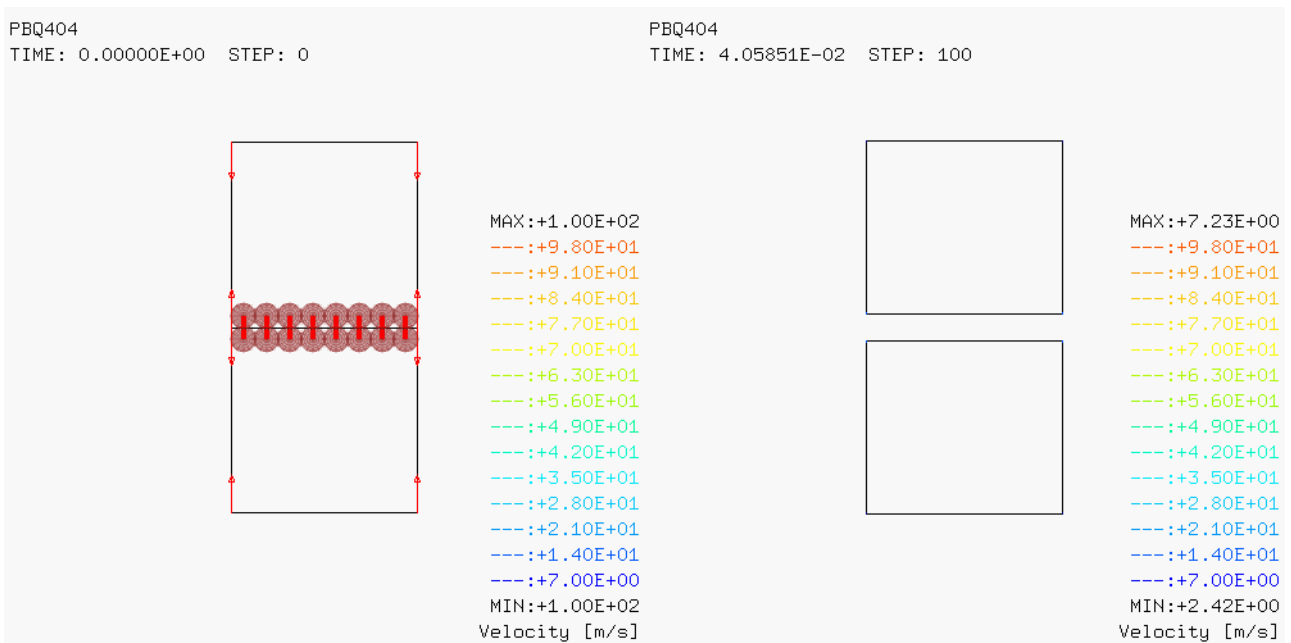 PBQ404
TIME: 0.00000E+00 STEP: 0
MAX:+1.00E+02
---:+9.80E+01
---:+9.10E+01
---:+8.40E+01
---:+7.70E+01
---:+7.00E+01
---:+6.30E+01
---:+5.60E+01
---:+4.90E+01
---:+4.20E+01
---:+3.50E+01
---:+2.80E+01
---:+2.10E+01
---:+1.40E+01
---:+7.00E+00
MIN:+1.00E+02
Velocity [m/s]
PBQ404
TIME: 4.05851E-02 STEP: 100
MAX:+7.23E+00
---:+9.80E+01
---:+9.10E+01
---:+8.40E+01
---:+7.70E+01
---:+7.00E+01
---:+6.30E+01
---:+5.60E+01
---:+4.90E+01
---:+4.20E+01
---:+3.50E+01
---:+2.80E+01
---:+2.10E+01
---:+1.40E+01
---:+7.00E+00
MIN:+2.42E+00
Velocity [m/s]